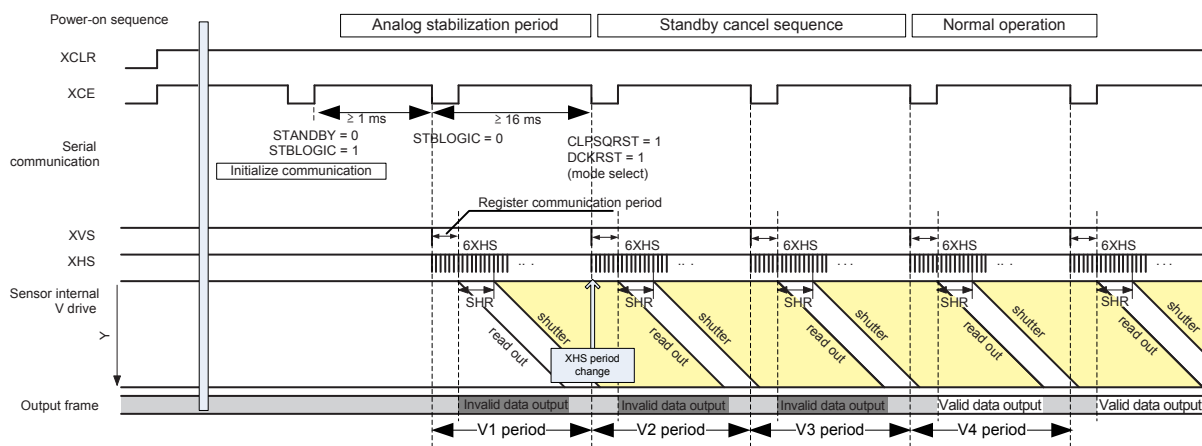 Power-on sequence
Analog stabilization period
Standby cancel sequence
Normal operation
XCLR
XCE
≥ 1 ms
≥ 16 ms
Serial
communication
STANDBY = 0
STBLOGIC = 1
STBLOGIC = 0
CLPSQRST = 1
DCKRST = 1
(mode select)
Initialize communication
Register communication period
XVS
6XHS
6XHS
6XHS
6XHS
6XHS
XHS
...
...
...
...
...
Sensor internal
V drive
SHR
SHR
SHR
SHR
SHR
Y
shutter
read out
shutter
read out
shutter
read out
shutter
read out
shutter
read out
XHS period
change
Output frame
Invalid data output
Invalid data output
Invalid data output
Valid data output
Valid data output
V1 period
V2 period
V3 period
V4 period